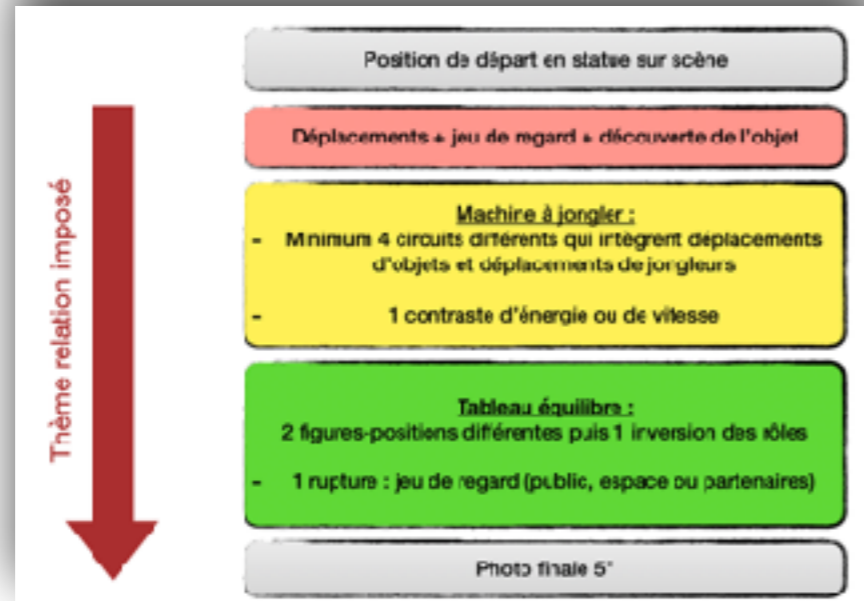 Thème relation imposé
Position de départ en statue sur scène
Déplacements + jeu de regard + découverte de l'objet
Machine à jongler :
- Minimum 4 circuits différents qui intègrent déplacements
d'objets et déplacements de jongleurs
- 1 contraste d'énergie ou de vitesse
Tableau équilibre :
2 figures-positions différentes puis 1 inversion des rôles
- 1 rupture : jeu de regard (public, espace ou partenaires)
Photo finale 5"